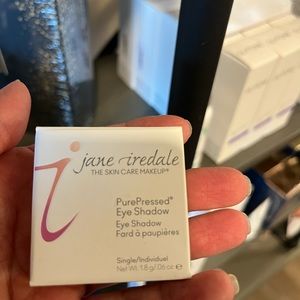 jane iredale
THE SKIN CARE MAKEUP®
PurePressed®
Eye Shadow
Eye Shadow
Fard à paupières
Single/Individuel
Net Wt. 1.8 g/.06 oz e